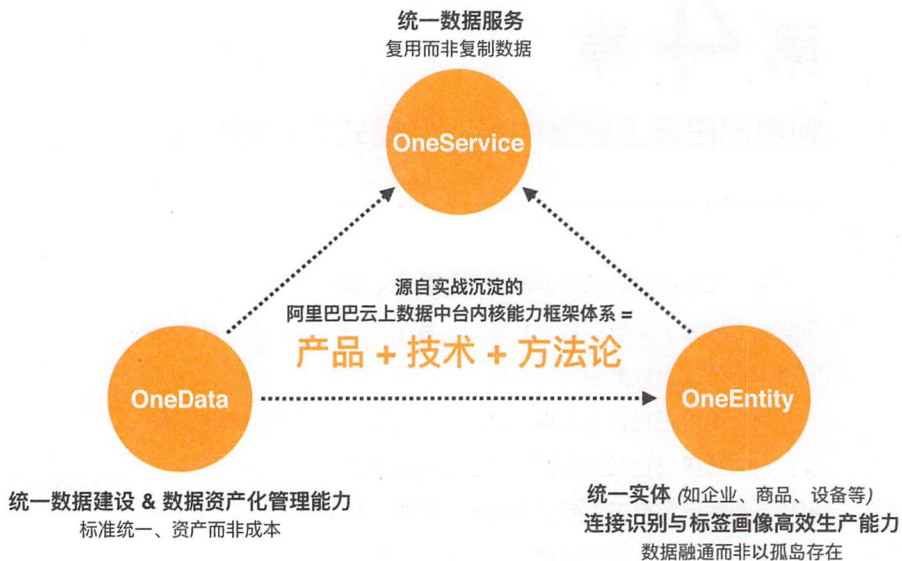 统一数据服务
复用而非复制数据
OneService
源自实战沉淀的
阿里巴巴云上数据中台内核能力框架体系 =
产品 + 技术 + 方法论
OneData
OneEntity
统一数据建设 & 数据资产化管理能力
标准统一、资产而非成本
统一实体 (如企业、商品、设备等)
连接识别与标签画像高效生产能力
数据融通而非以孤岛存在